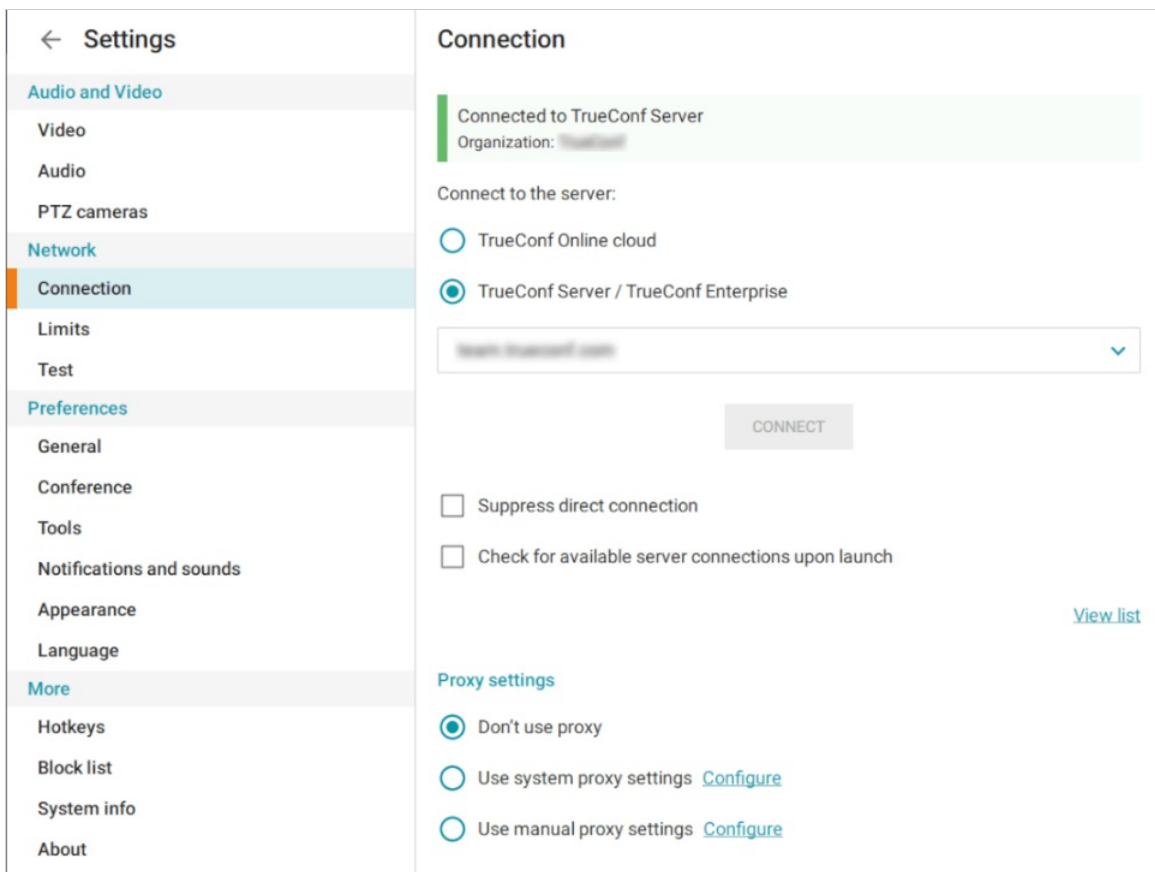 Settings
Audio and Video
Video
Audio
PTZ cameras
Network
Connection
Limits
Test
Preferences
General
Conference
Tools
Notifications and sounds
Appearance
Language
More
Hotkeys
Block list
System info
About
Connection
Connected to TrueConf Server
Organization:
Connect to the server:
TrueConf Online cloud
TrueConf Server / TrueConf Enterprise
CONNECT
Suppress direct connection
Check for available server connections upon launch
View list
Proxy settings
Don't use proxy
Use system proxy settings Configure
Use manual proxy settings Configure